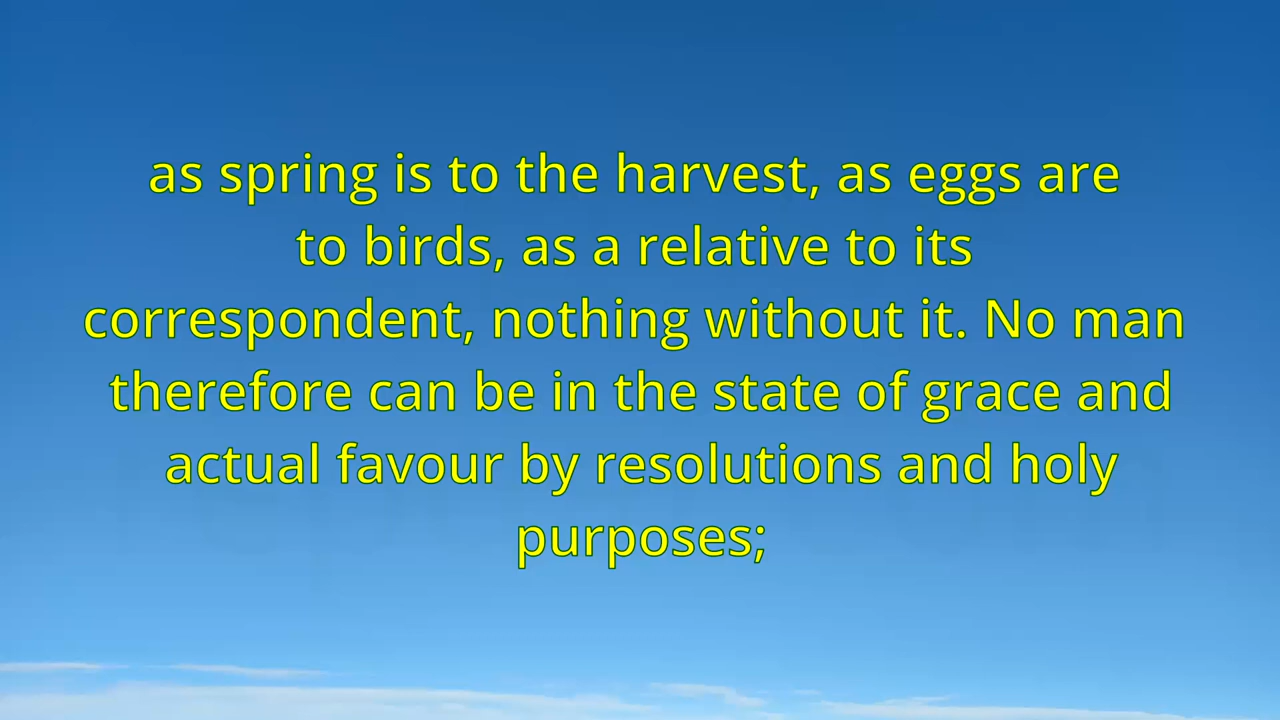 as spring is to the harvest, as eggs are
to birds, as a relative to its
correspondent, nothing without it. No man
therefore can be in the state of grace and
actual favour by resolutions and holy
purposes;